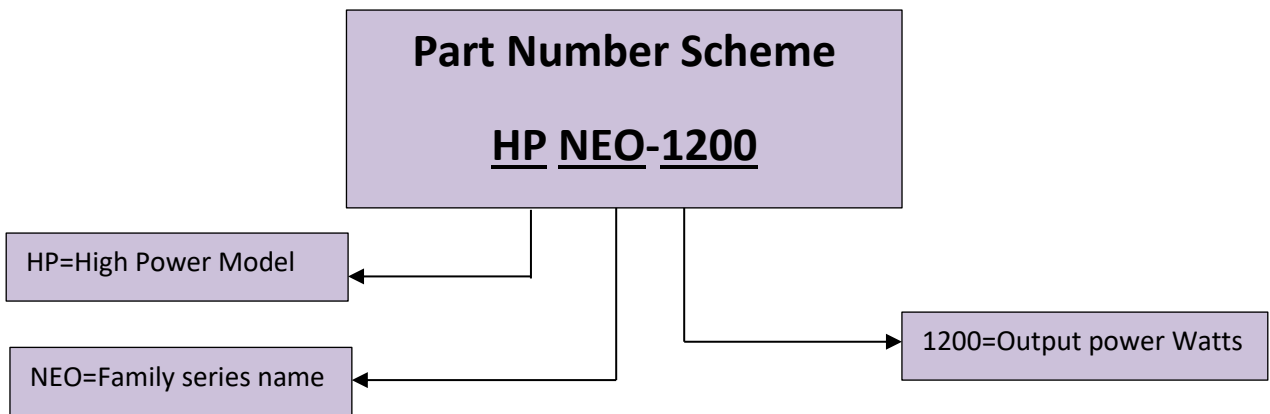 Part Number Scheme
HP NEO-1200
HP=High Power Model
NEO=Family series name
1200=Output power Watts